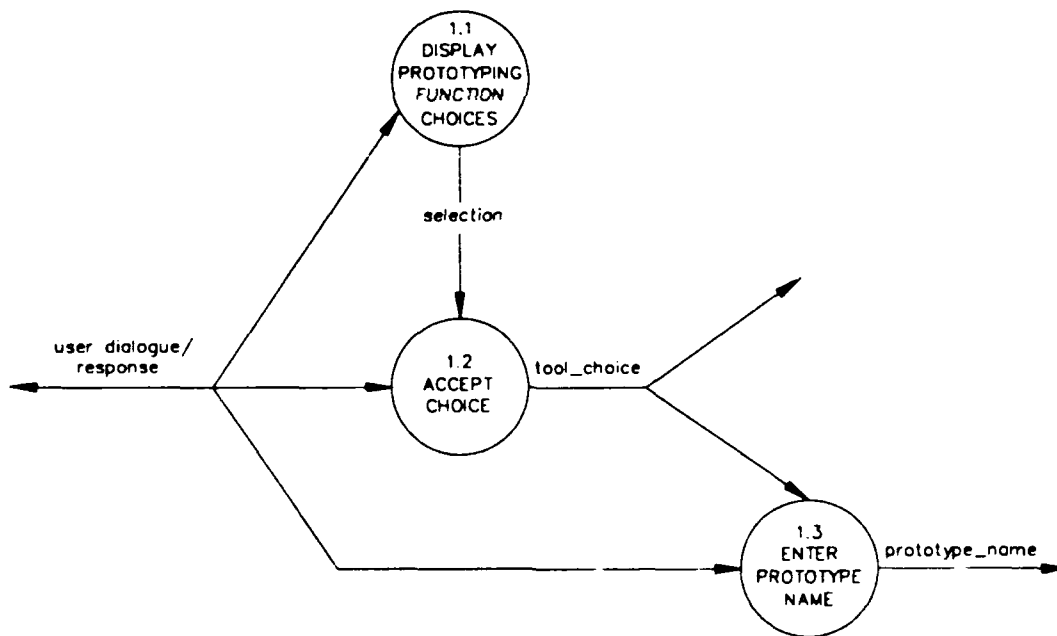 1.1
DISPLAY
PROTOTYPING
FUNCTION
CHOICES
selection
user dialogue/
response
1.2
ACCEPT
CHOICE
tool_choice
1.3
ENTER
PROTOTYPE
NAME
prototype_name